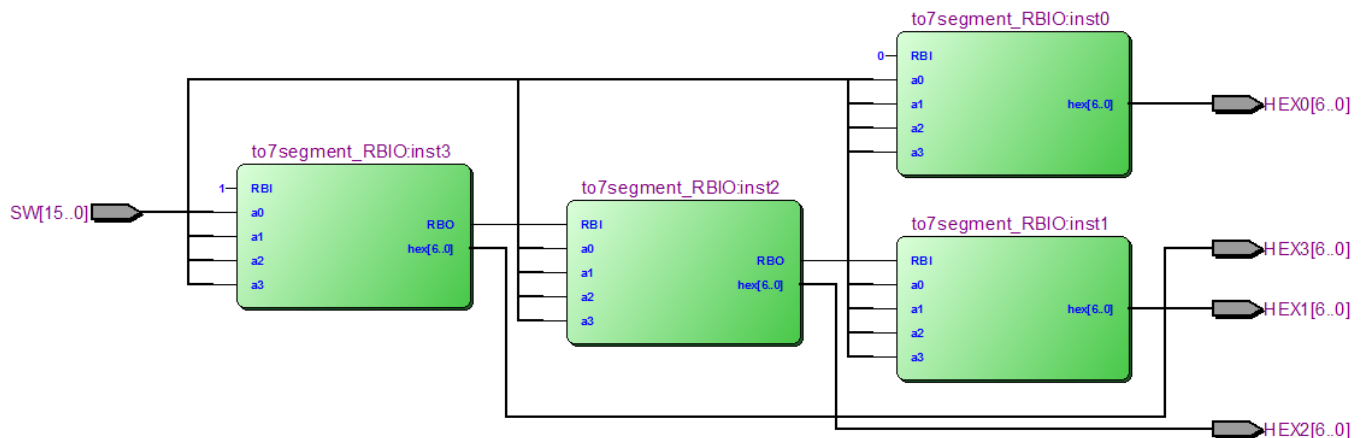 to7segment_RBIO:inst0
0
RBI
a0
a1
a2
a3
hex[6..0]
HEX0[6..0]
to7segment_RBIO:inst3
1
RBI
a0
a1
a2
a3
RBO
hex[6..0]
SW[15..0]
to7segment_RBIO:inst2
RBI
a0
a1
a2
a3
RBO
hex[6..0]
to7segment_RBIO:inst1
RBI
a0
a1
a2
a3
hex[6..0]
HEX3[6..0]
HEX1[6..0]
HEX2[6..0]